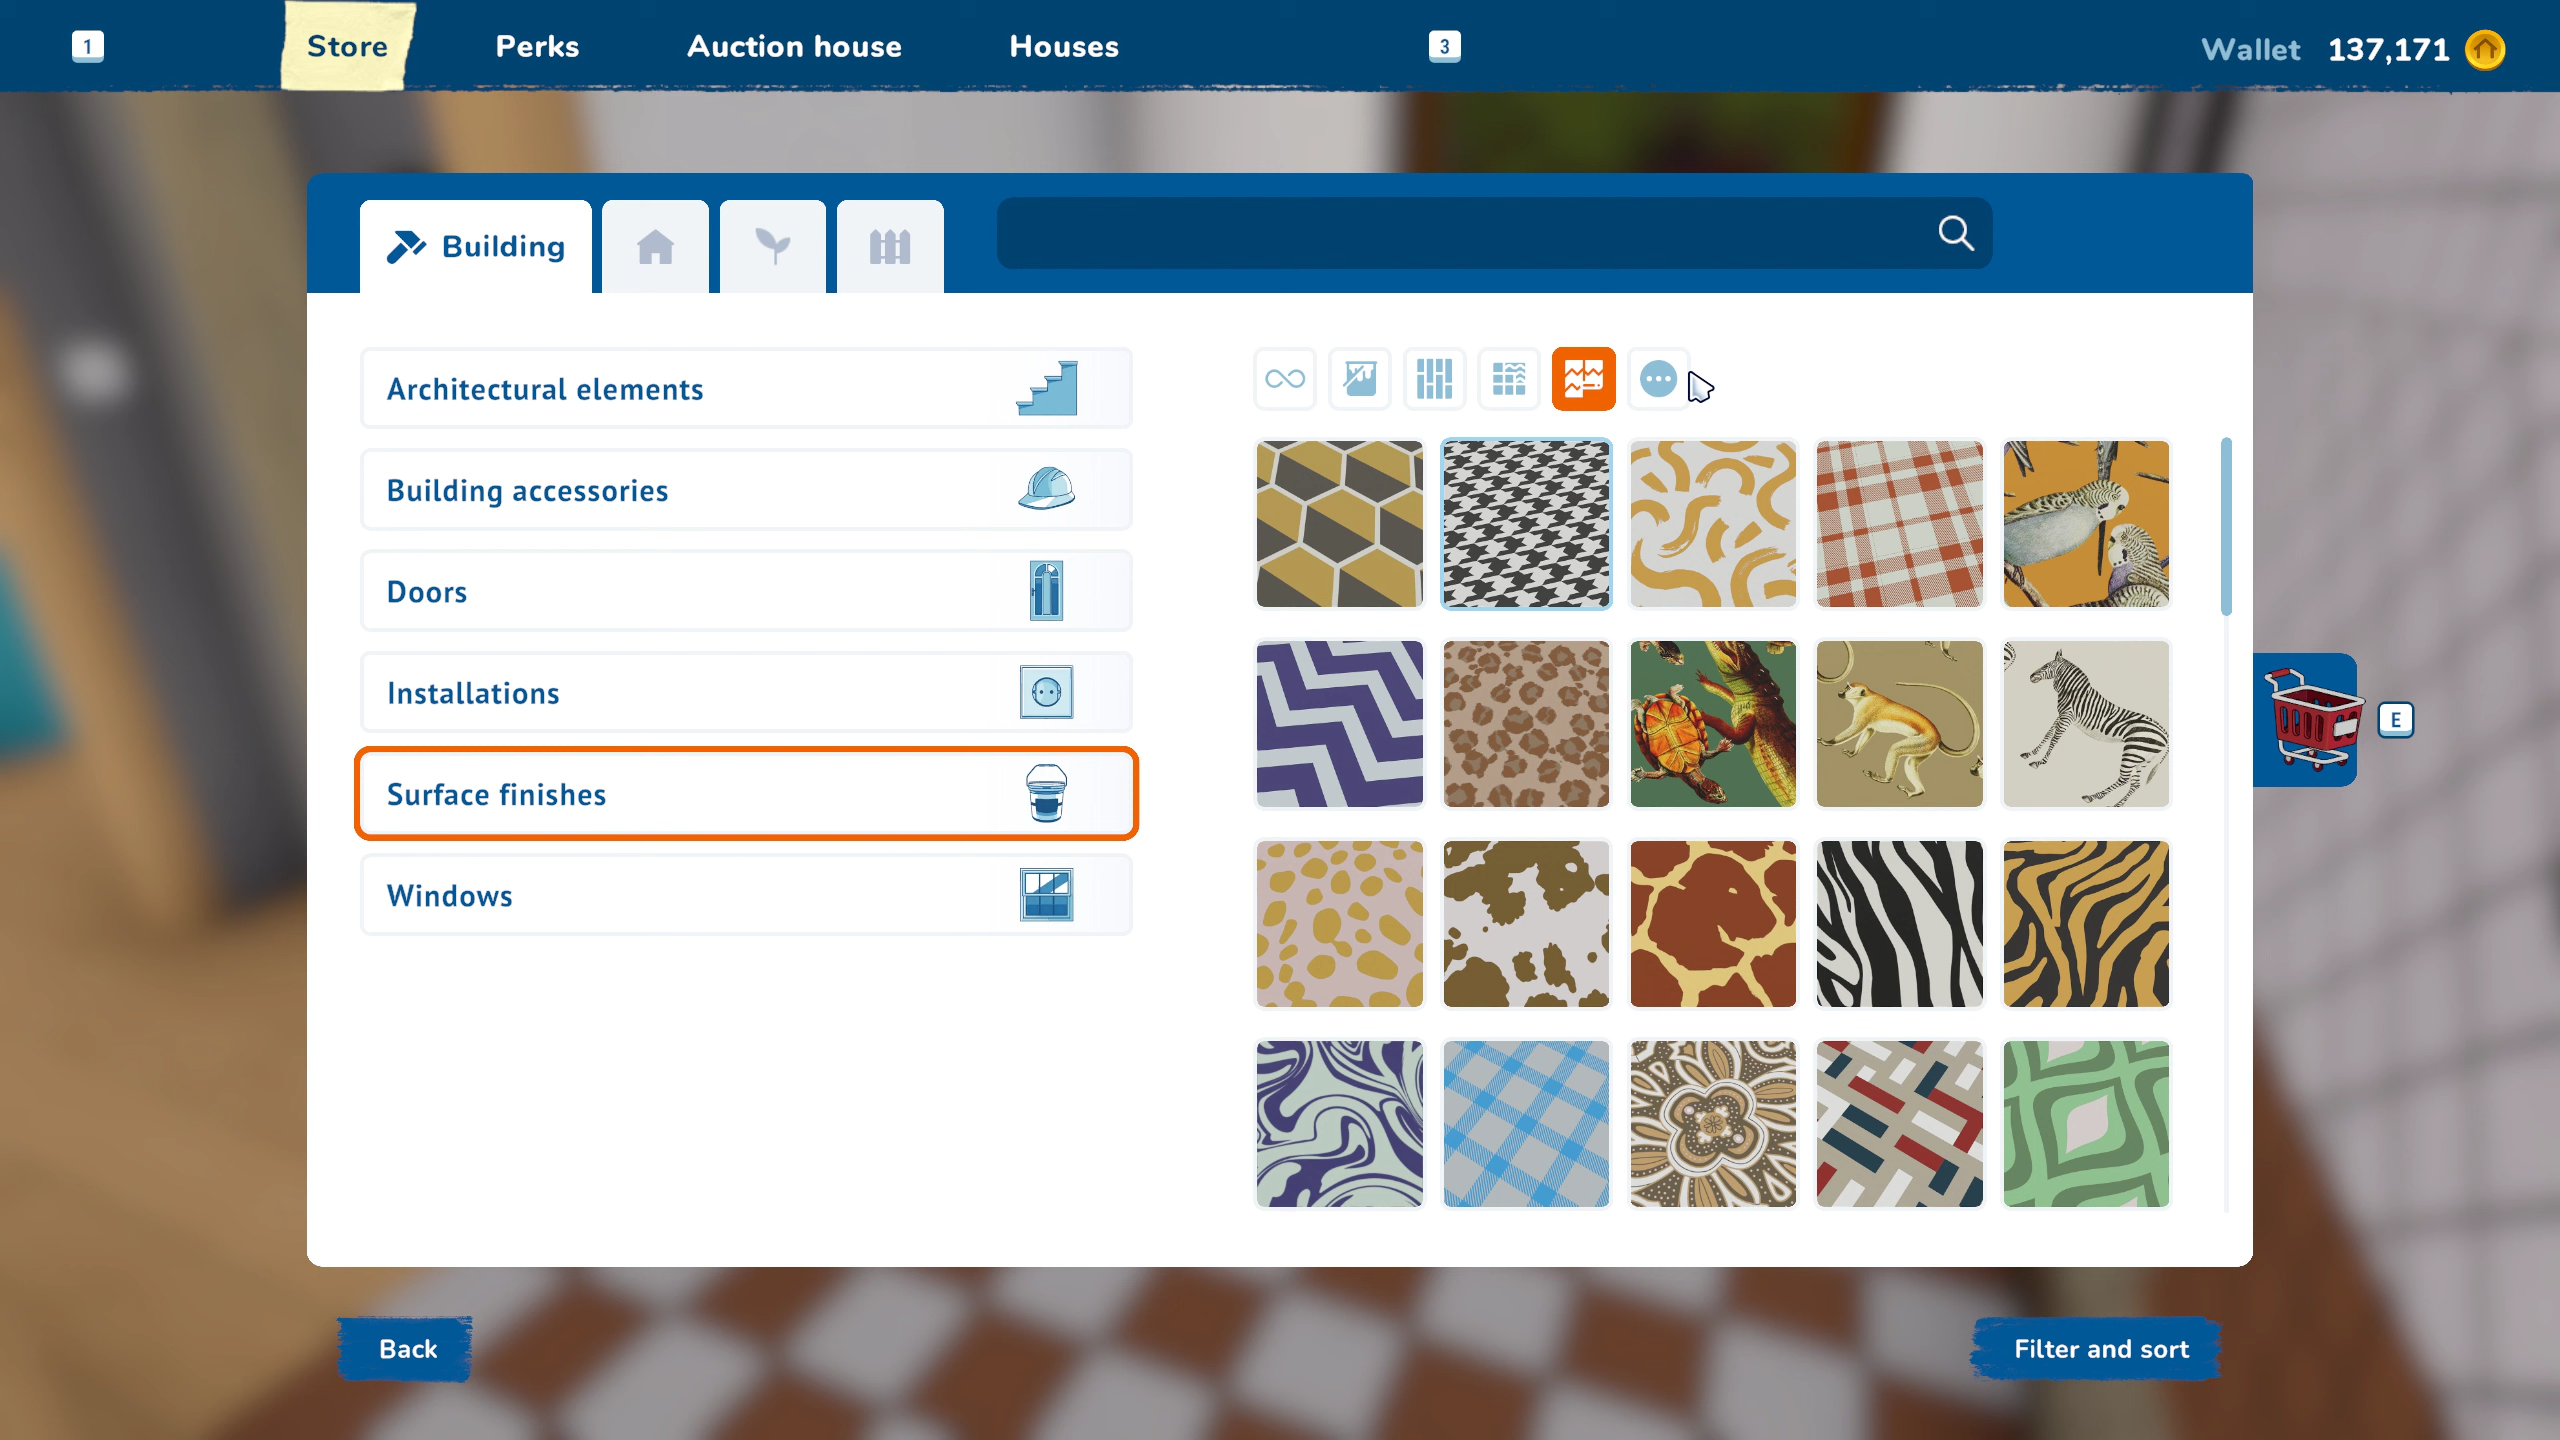 1
Store
Perks
Auction house
Houses
3
Wallet 137,171
Building
Architectural elements
Building accessories
Doors
Installations
Surface finishes
Windows
E
Back
Filter and sort